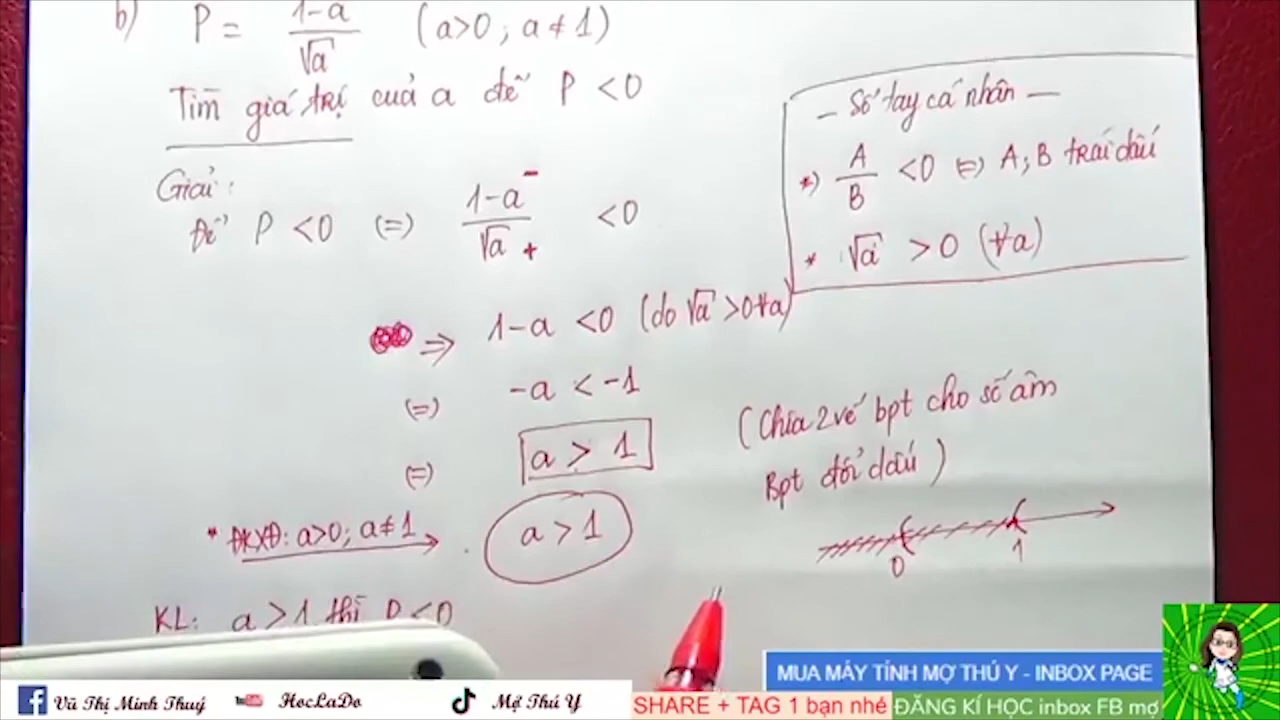 b) P = 1-a / √a (a>0; a≠1)
Tìm giá trị của a để P < 0
Giải:
Để P < 0 (=) 1-a⁻ / √a + < 0
=> 1-a < 0 (do √a > 0 ∀a)
(=) -a < -1
(=) a > 1
* ĐKXĐ: a>0; a≠1 a > 1
KL: a > 1 thì P < 0
- Sổ tay cá nhân -
*) A / B < 0 (=) A; B trái dấu
* √a > 0 (∀a)
(Chia 2 vế bpt cho số âm
Bpt đổi dấu)
0 1
MUA MÁY TÍNH MỢ THÚ Y - INBOX PAGE
Vũ Thị Minh Thuý HocLaDo Mợ Thú Y SHARE + TAG 1 bạn nhé ĐĂNG KÍ HỌC inbox FB mợ